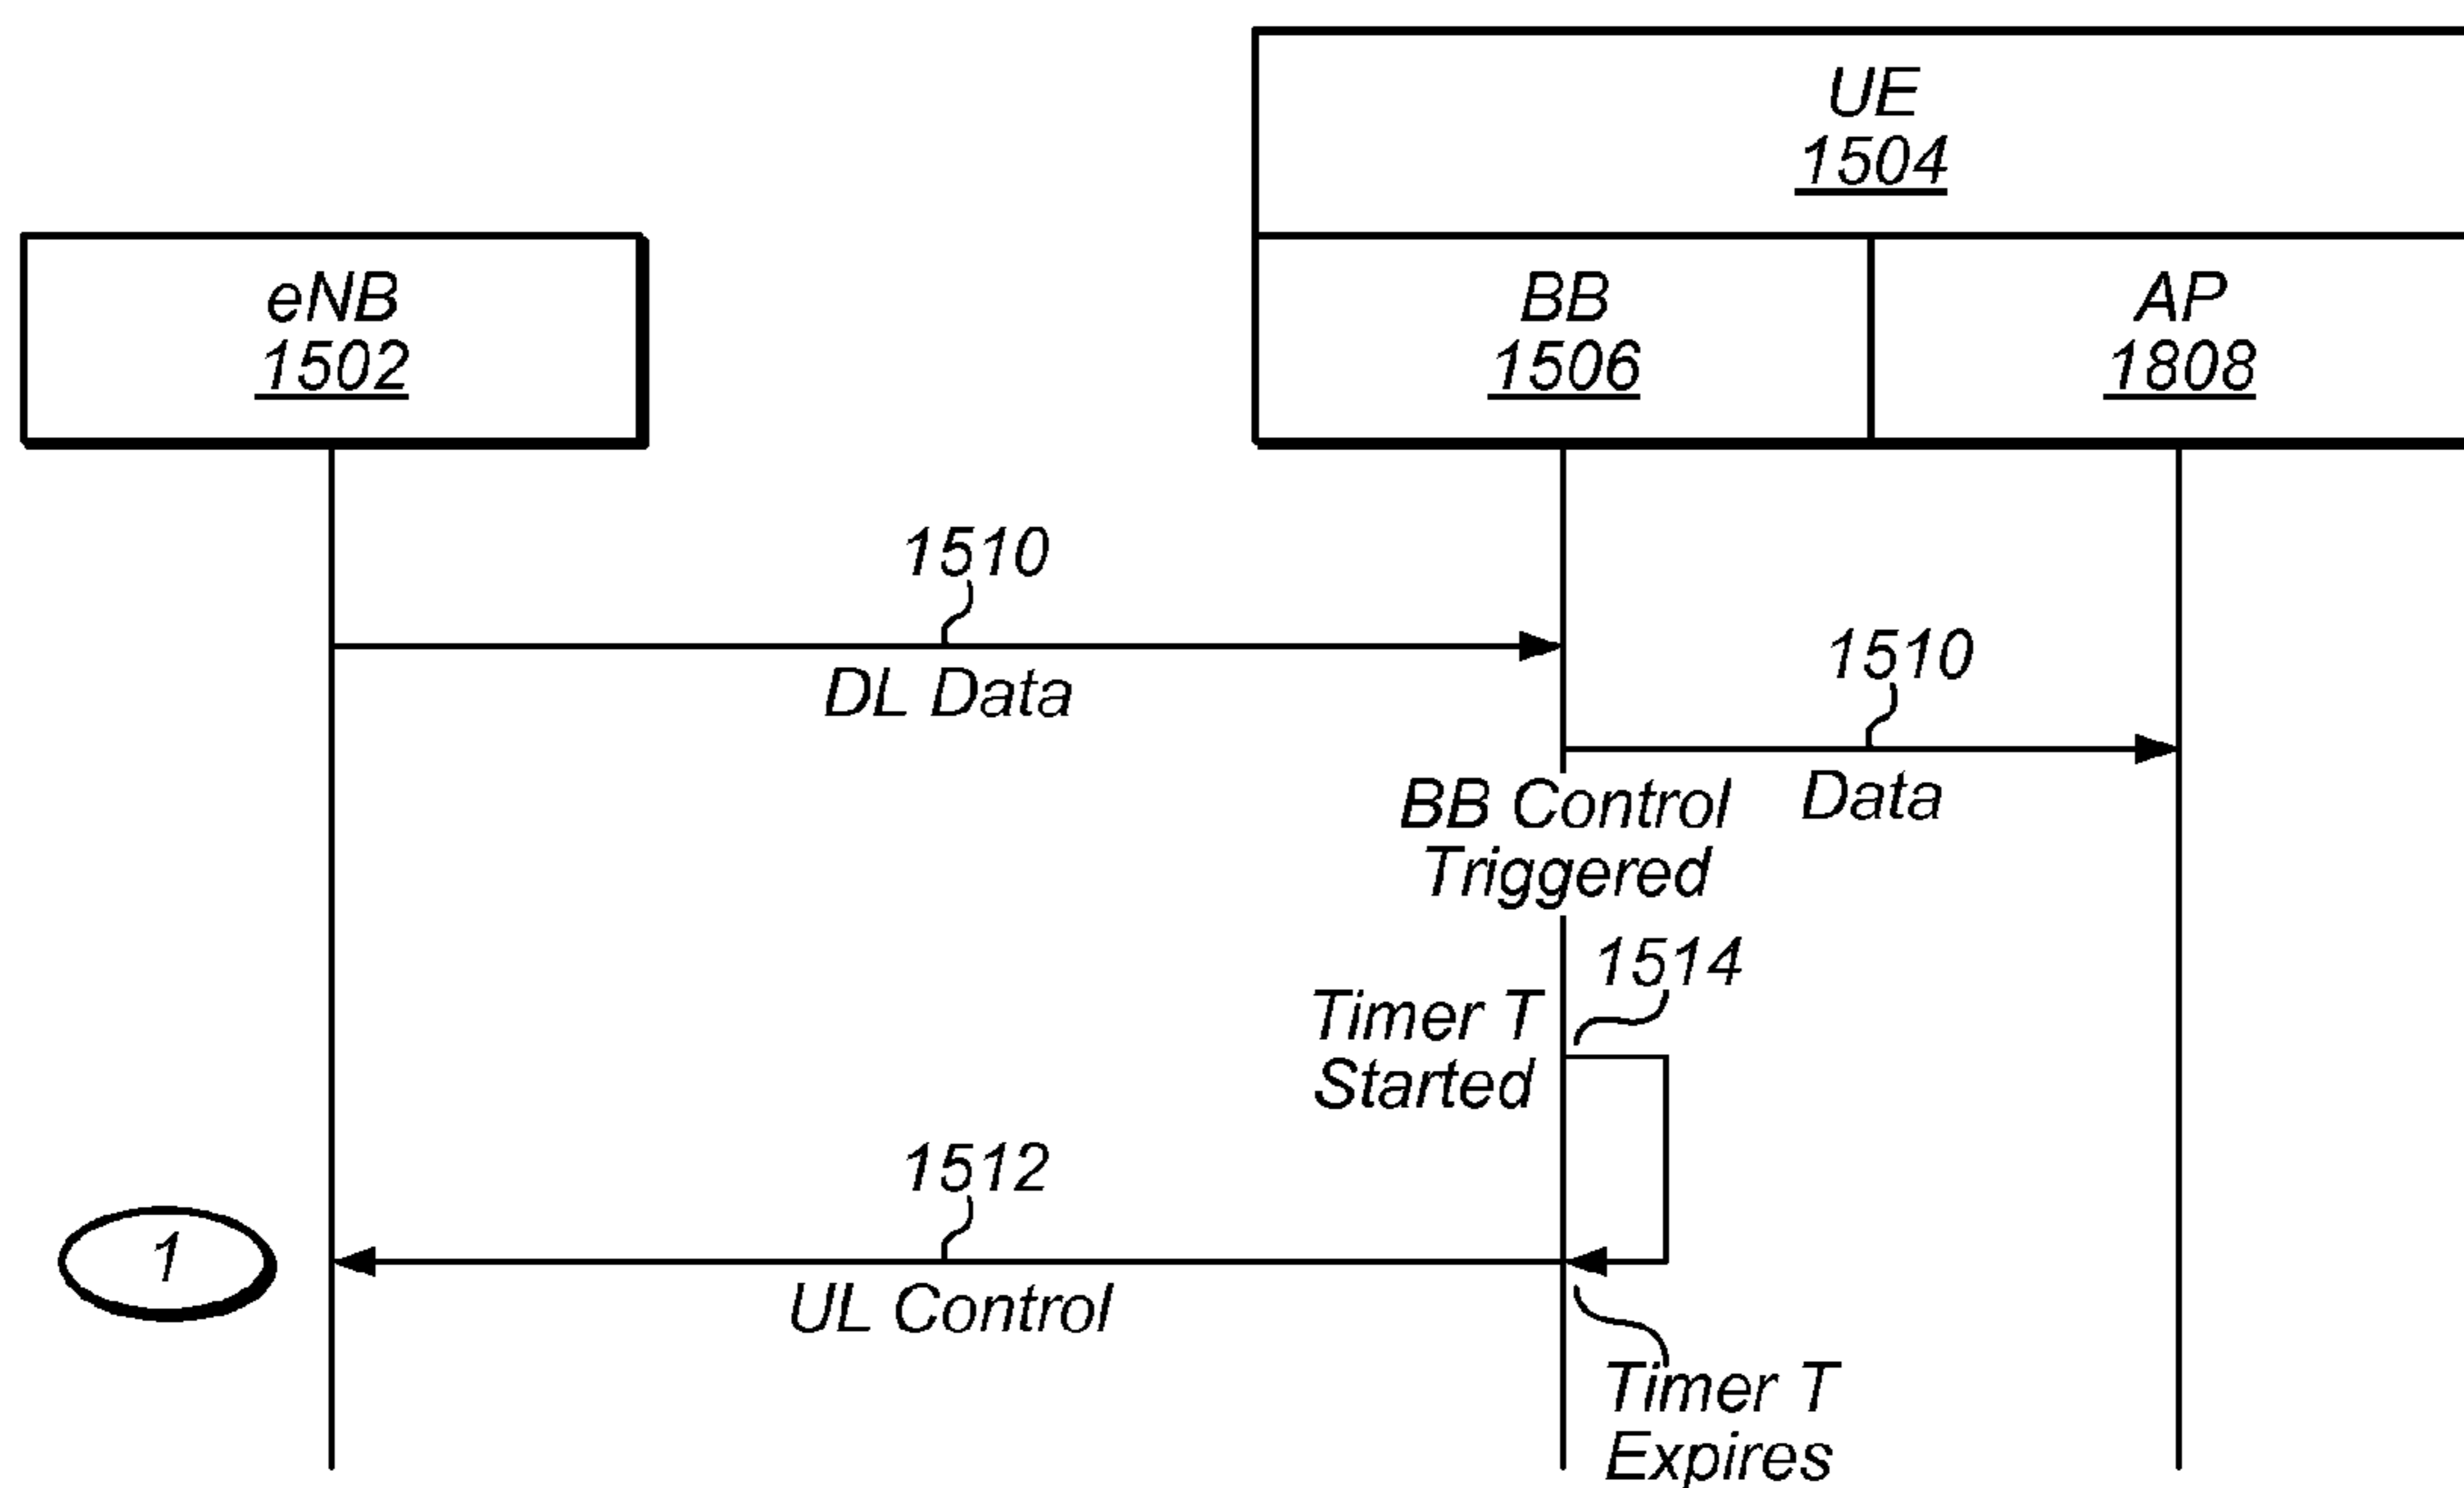 UE
1504
eNB
1502
BB
1506
AP
1808
1510
DL Data
1510
Data
BB Control
Triggered
1514
Timer T
Started
1512
1
UL Control
Timer T
Expires